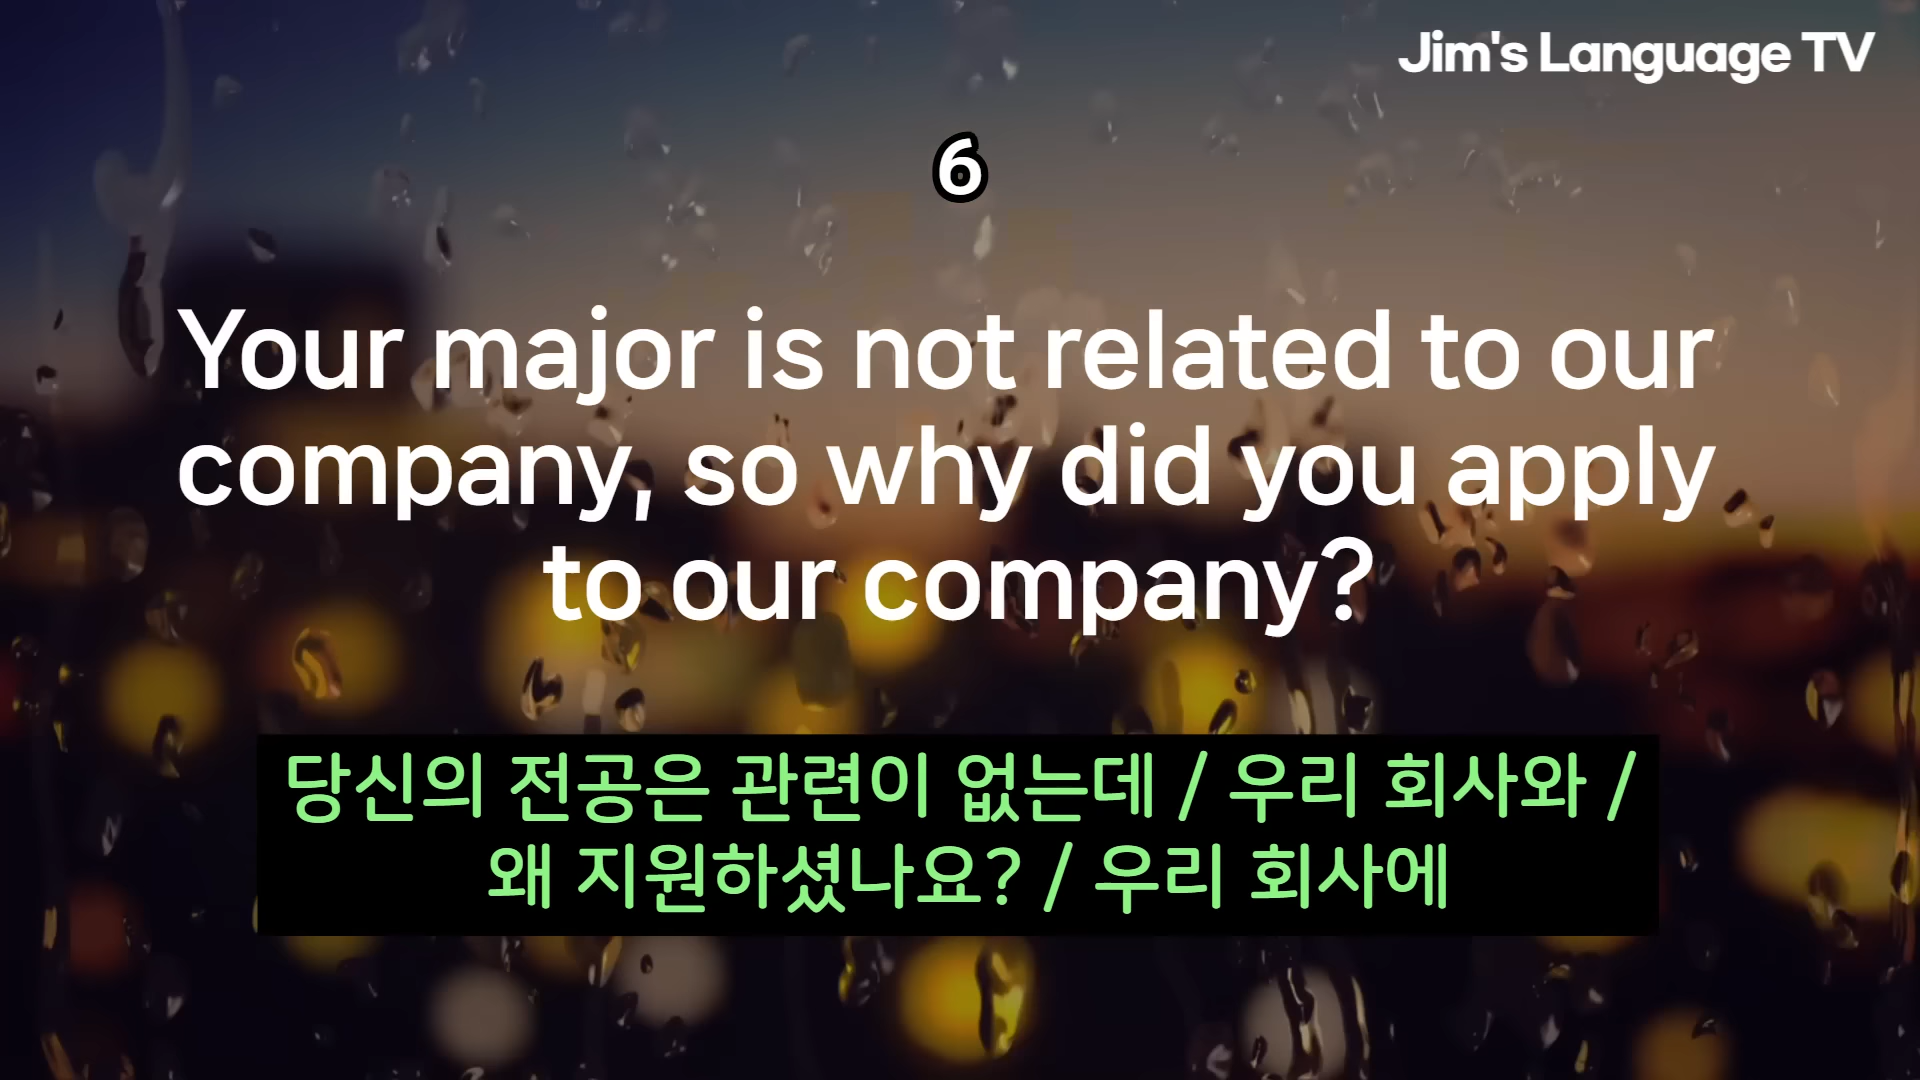 Jim's Language TV
6
Your major is not related to our
company, so why did you apply
to our company?
당신의 전공은 관련이 없는데 / 우리 회사와 /
왜 지원하셨나요? / 우리 회사에